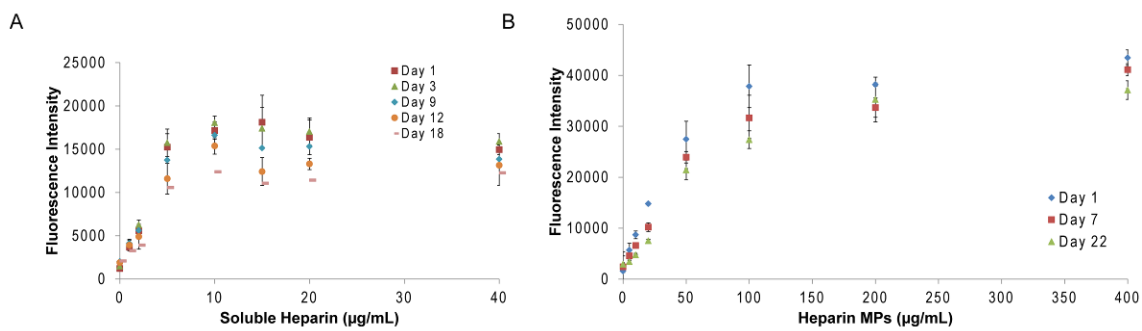 A
Fluorescence Intensity
25000
20000
15000
10000
5000
0
0
10
20
30
40
Soluble Heparin (µg/mL)
Day 1
Day 3
Day 9
Day 12
Day 18
B
Fluorescence Intensity
50000
40000
30000
20000
10000
0
0
50
100
150
200
250
300
350
400
Heparin MPs (µg/mL)
Day 1
Day 7
Day 22